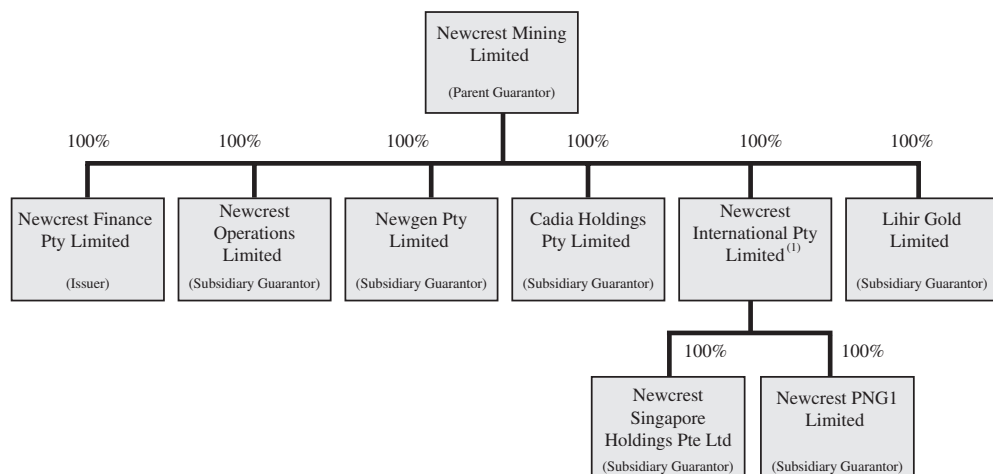 Newcrest Mining
Limited
(Parent Guarantor)
100%
100%
100%
100%
100%
100%
Newcrest Finance
Pty Limited
(Issuer)
Newcrest
Operations
Limited
(Subsidiary Guarantor)
Newgen Pty
Limited
(Subsidiary Guarantor)
Cadia Holdings
Pty Limited
(Subsidiary Guarantor)
Newcrest
International Pty
Limited(1)
Lihir Gold
Limited
(Subsidiary Guarantor)
100%
100%
Newcrest
Singapore
Holdings Pte Ltd
(Subsidiary Guarantor)
Newcrest PNG1
Limited
(Subsidiary Guarantor)